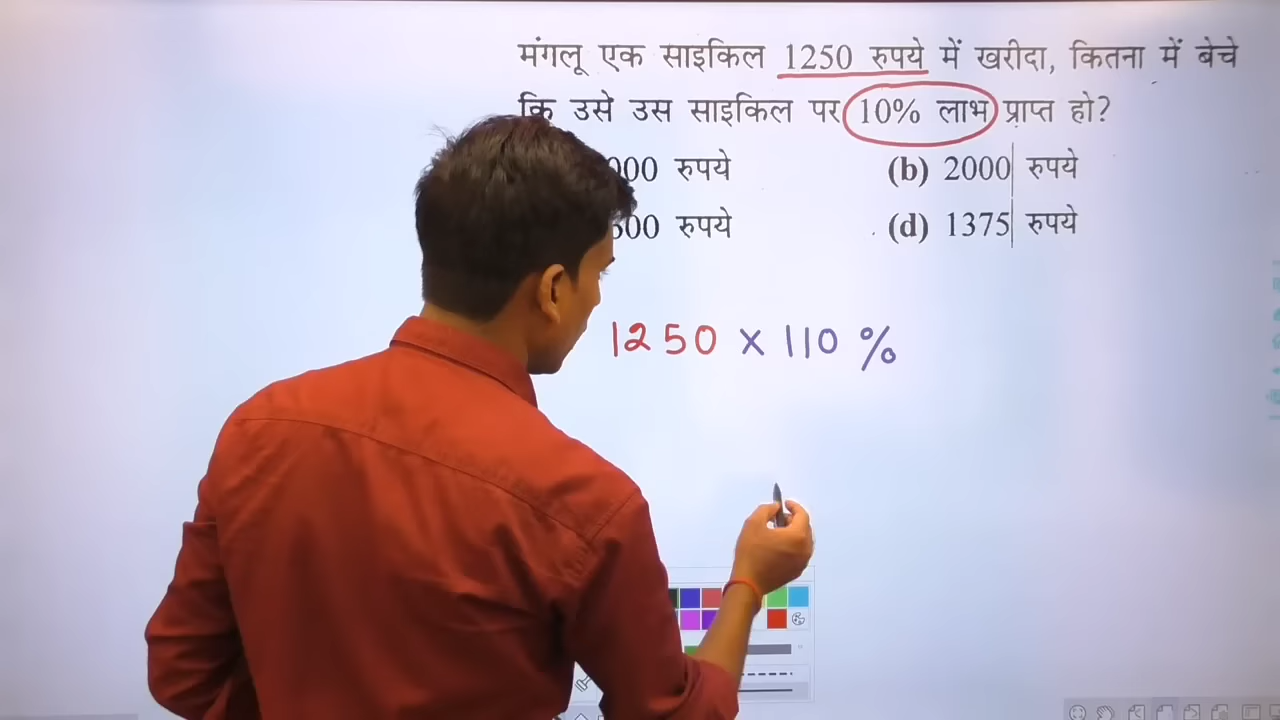 मंगलू एक साइकिल 1250 रुपये में खरीदा, कितना में बेचे
कि उसे उस साइकिल पर 10% लाभ प्राप्त हो?
रुपये (b) 2000 रुपये
रुपये (d) 1375 रुपये
1250 x 110 %